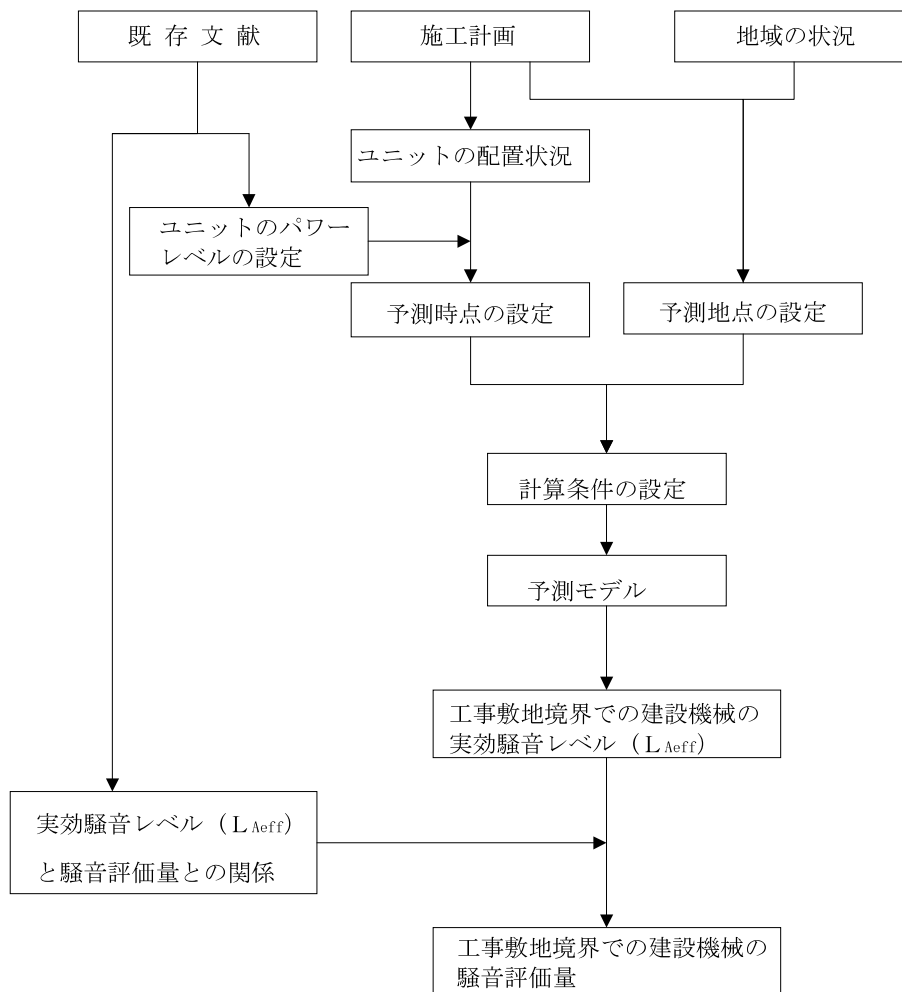 既 存 文 献
施工計画
地域の状況
ユニットの配置状況
ユニットのパワー
レベルの設定
予測時点の設定
予測地点の設定
計算条件の設定
予測モデル
工事敷地境界での建設機械の
実効騒音レベル（ＬAeff）
実効騒音レベル（ＬAeff）
と騒音評価量との関係
工事敷地境界での建設機械の
騒音評価量